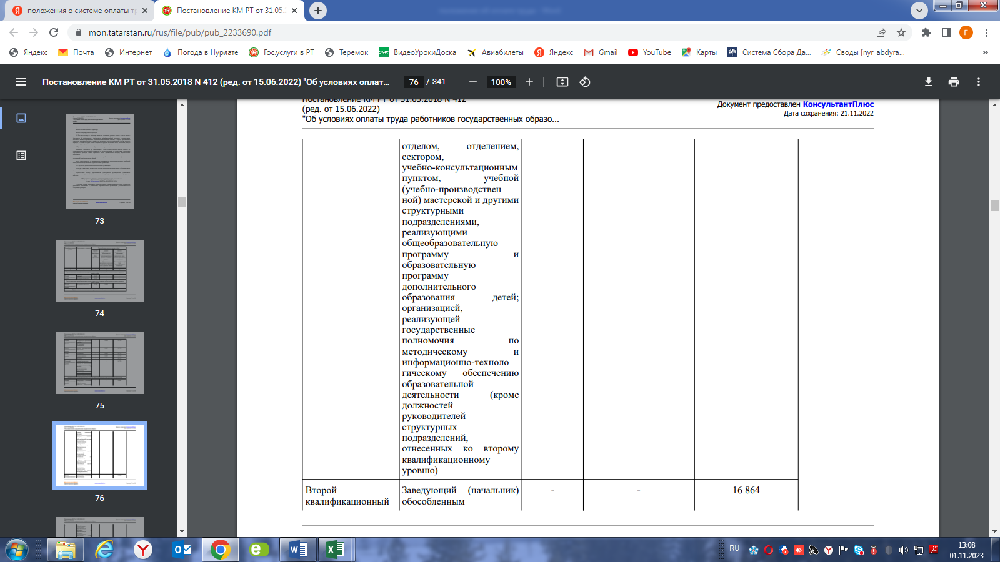 положения о системе оплаты тр
Постановление КМ РТ от 31.05.
mon.tatarstan.ru/rus/file/pub/pub_2233690.pdf
Г
Яндекс Почта Интернет Погода в Нурлате Гос.услуги в РТ Теремок ВидеоУрокиДоска Авиабилеты Яндекс Gmail YouTube Карты Система Сбора Да... Своды [nyr_abdyra... »
Постановление КМ РТ от 31.05.2018 N 412 (ред. от 15.06.2022) "Об условиях оплат... 76 / 341 100%
73
74
75
76
Постановление КМ РТ от 31.05.2018 N 412
(ред. от 15.06.2022)
"Об условиях оплаты труда работников государственных образо...
Документ предоставлен КонсультантПлюс
Дата сохранения: 21.11.2022
отделом, отделением,
сектором,
учебно-консультационным
пунктом, учебной
(учебно-производствен
ной) мастерской и другими
структурными
подразделениями,
реализующими
общеобразовательную
программу и
образовательную
программу
дополнительного
образования детей;
организацией,
реализующей
государственные
полномочия по
методическому и
информационно-техноло
гическому обеспечению
образовательной
деятельности (кроме
должностей
руководителей
структурных
подразделений,
отнесенных ко второму
квалификационному
уровню)
Второй
квалификационный
Заведующий (начальник)
обособленным
- - 16 864
RU
13:08
01.11.2023